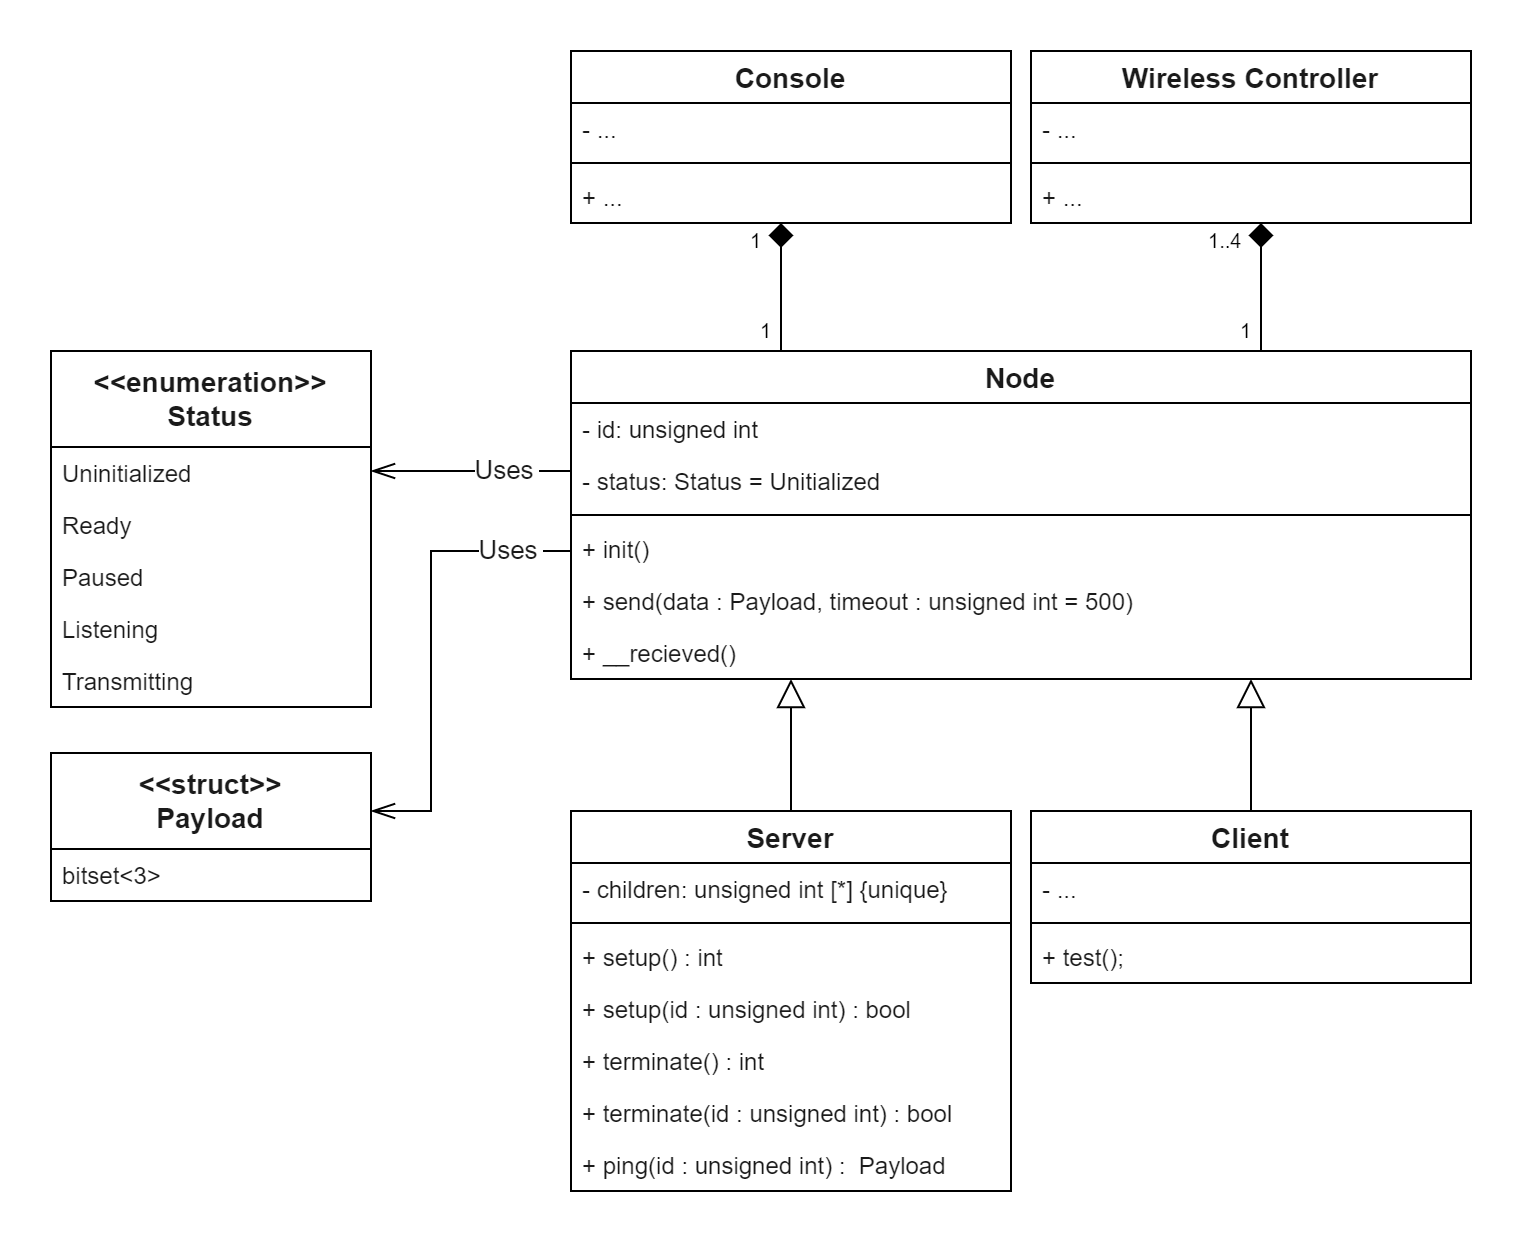 Console
- ...
+ ...
Wireless Controller
- ...
+ ...
1
1..4
1
1
<<enumeration>>
Status
Uninitialized
Ready
Paused
Listening
Transmitting
Uses
Uses
Node
- id: unsigned int
- status: Status = Unitialized
+ init()
+ send(data : Payload, timeout : unsigned int = 500)
+ __recieved()
<<struct>>
Payload
bitset<3>
Server
- children: unsigned int [*] {unique}
+ setup() : int
+ setup(id : unsigned int) : bool
+ terminate() : int
+ terminate(id : unsigned int) : bool
+ ping(id : unsigned int) :  Payload
Client
- ...
+ test();